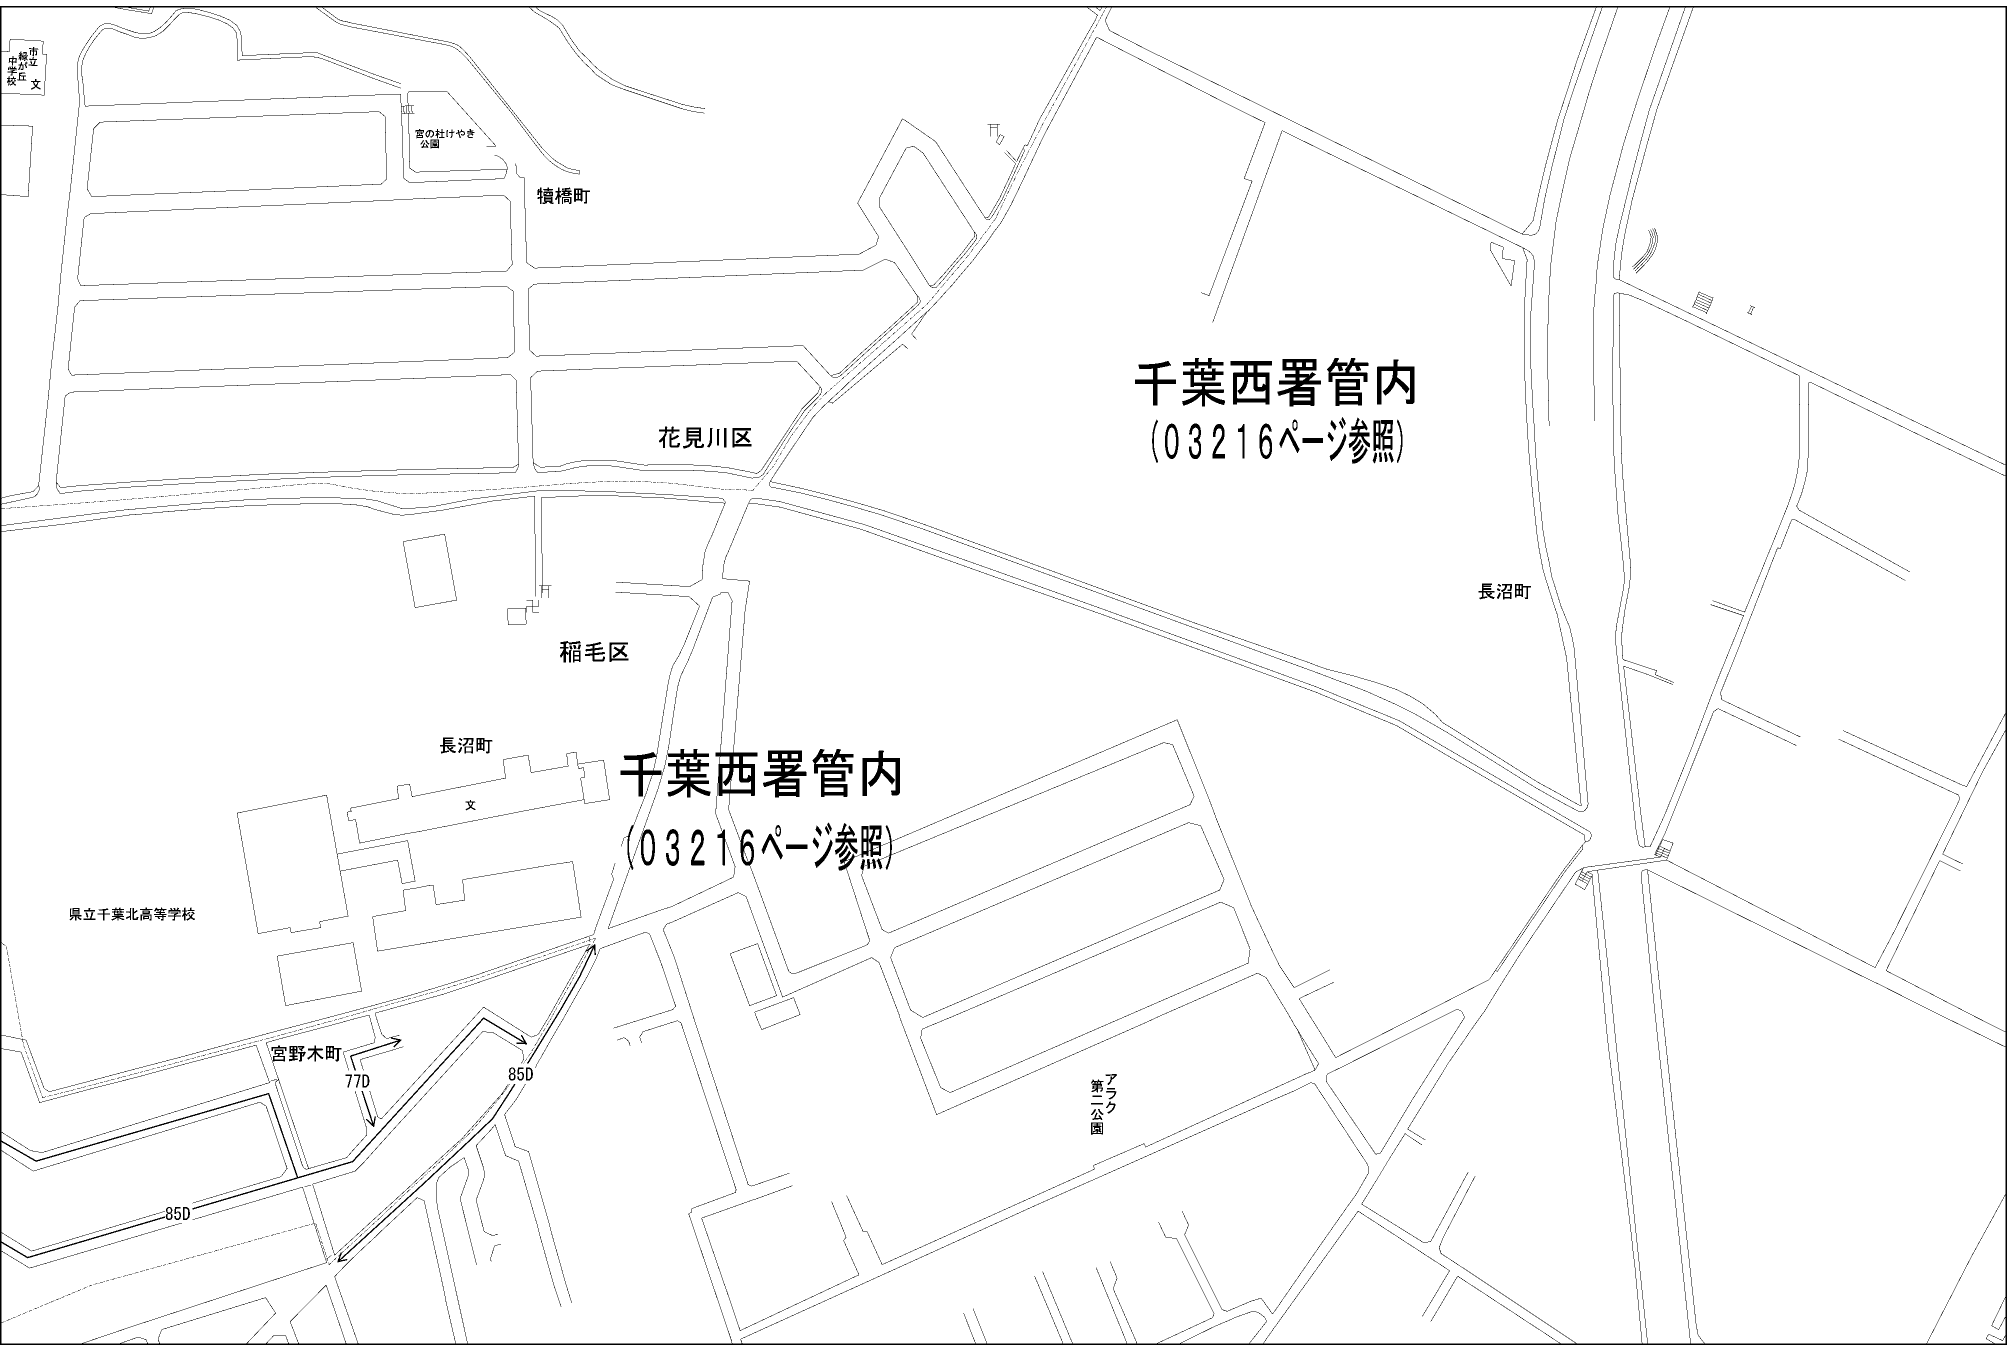 市立
緑が丘
中学校
文
宮の杜けやき
公園
犢橋町
千葉西署管内
(03216ページ参照)
花見川区
長沼町
稲毛区
長沼町
千葉西署管内
(03216ページ参照)
文
県立千葉北高等学校
宮野木町
77D
85D
アラク
第二公園
85D